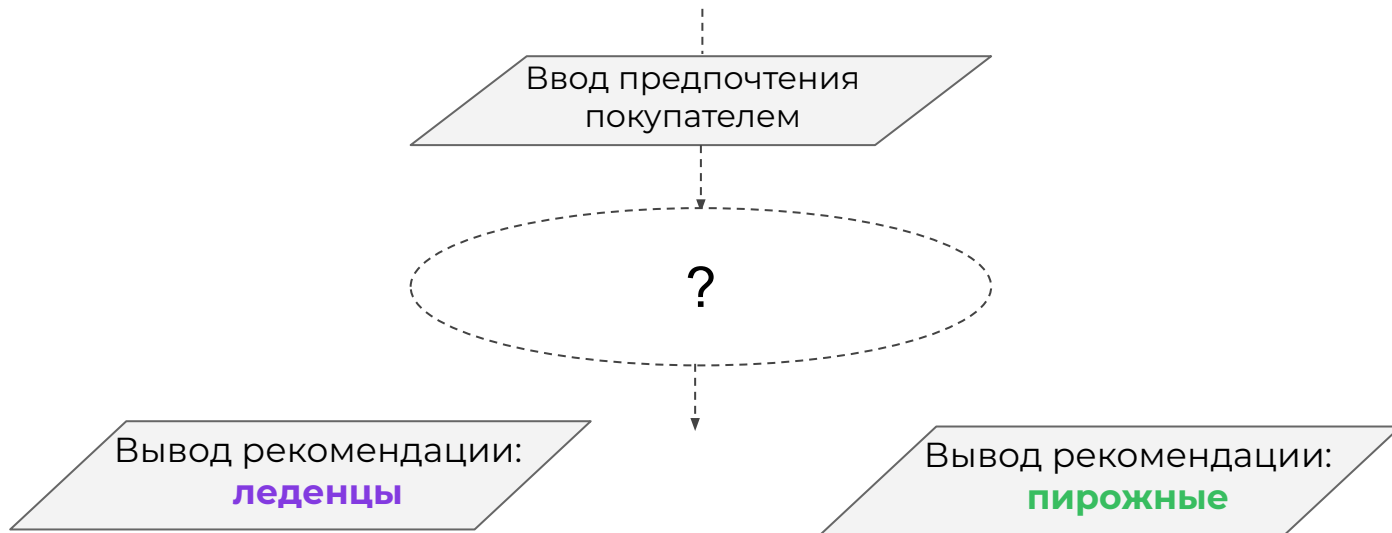 Ввод предпочтения
покупателем
?
Вывод рекомендации:
леденцы
Вывод рекомендации:
пирожные